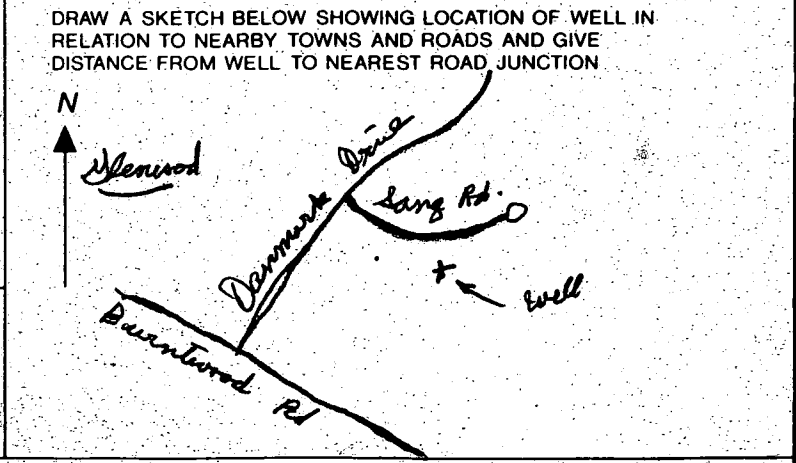 DRAW A SKETCH BELOW SHOWING LOCATION OF WELL IN
RELATION TO NEARBY TOWNS AND ROADS AND GIVE
DISTANCE FROM WELL TO NEAREST ROAD JUNCTION
N
Glenwood
Danmark Drive
Sang Rd.
Well
Burntwood Rd